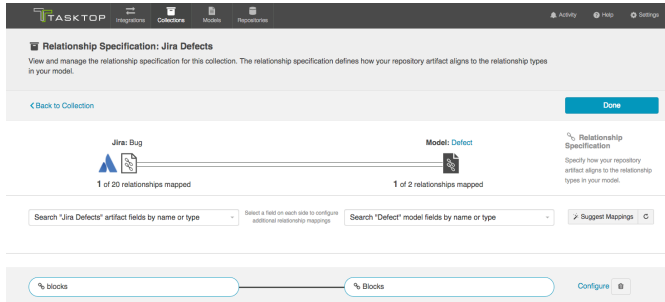 TASKTOP
Integrations
Collections
Models
Repositories
Activity
Help
Settings
Relationship Specification: Jira Defects
View and manage the relationship specification for this collection. The relationship specification defines how your repository artifact aligns to the relationship types
in your model.
Back to Collection
Done
Jira: Bug
Model: Defect
1 of 20 relationships mapped
1 of 2 relationships mapped
Relationship
Specification
Specify how your repository
artifact aligns to the relationship
types in your model.
Search "Jira Defects" artifact fields by name or type
Select a field on each side to configure
additional relationship mappings
Search "Defect" model fields by name or type
Suggest Mappings
blocks
Blocks
Configure